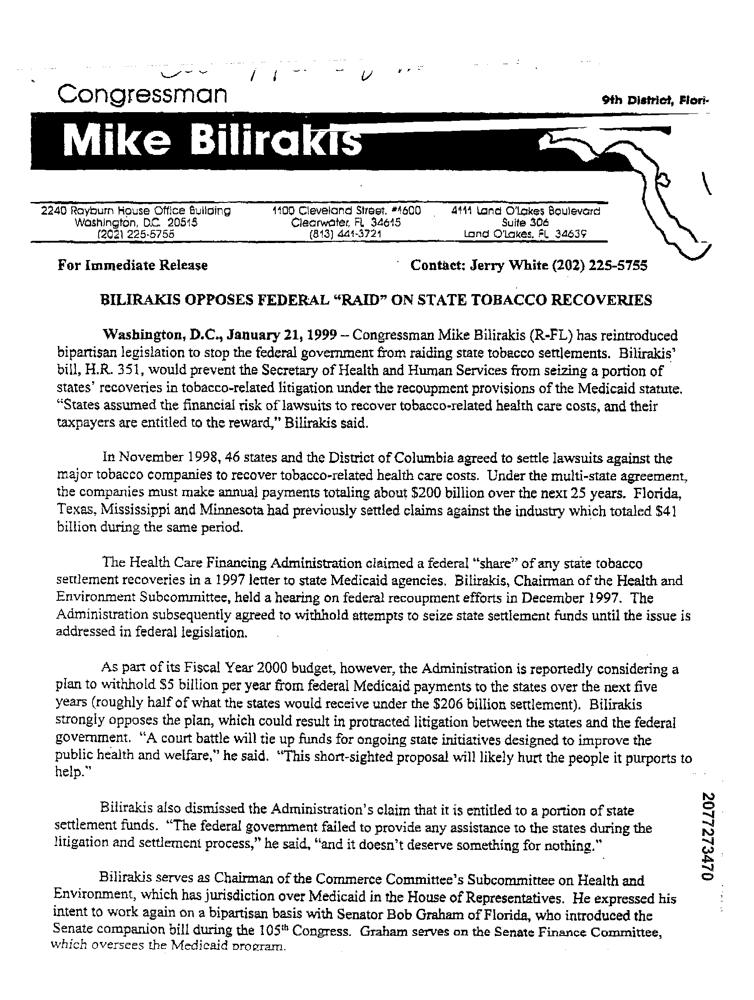 Congressman
9th District, Flori-
Mike Bilirakis
2240 Rayburn House Office Building
Washington, D.C. 20515
(202) 225-5755
1100 Cleveland Street, #1600
Clearwater, FL 34615
(813) 441-3721
4111 Land O'Lakes Boulevard
Suite 306
Land O'Lakes, FL 34639
For Immediate Release
Contact: Jerry White (202) 225-5755
BILIRAKIS OPPOSES FEDERAL “RAID” ON STATE TOBACCO RECOVERIES
Washington, D.C., January 21, 1999 – Congressman Mike Bilirakis (R-FL) has reintroduced
bipartisan legislation to stop the federal government from raiding state tobacco settlements. Bilirakis’
bill, H.R. 351, would prevent the Secretary of Health and Human Services from seizing a portion of
states’ recoveries in tobacco-related litigation under the recoupment provisions of the Medicaid statute.
“States assumed the financial risk of lawsuits to recover tobacco-related health care costs, and their
taxpayers are entitled to the reward,” Bilirakis said.
In November 1998, 46 states and the District of Columbia agreed to settle lawsuits against the
major tobacco companies to recover tobacco-related health care costs. Under the multi-state agreement,
the companies must make annual payments totaling about $200 billion over the next 25 years. Florida,
Texas, Mississippi and Minnesota had previously settled claims against the industry which totaled $41
billion during the same period.
The Health Care Financing Administration claimed a federal “share” of any state tobacco
settlement recoveries in a 1997 letter to state Medicaid agencies. Bilirakis, Chairman of the Health and
Environment Subcommittee, held a hearing on federal recoupment efforts in December 1997. The
Administration subsequently agreed to withhold attempts to seize state settlement funds until the issue is
addressed in federal legislation.
As part of its Fiscal Year 2000 budget, however, the Administration is reportedly considering a
plan to withhold $5 billion per year from federal Medicaid payments to the states over the next five
years (roughly half of what the states would receive under the $206 billion settlement). Bilirakis
strongly opposes the plan, which could result in protracted litigation between the states and the federal
government. “A court battle will tie up funds for ongoing state initiatives designed to improve the
public health and welfare,” he said. “This short-sighted proposal will likely hurt the people it purports to
help.”
Bilirakis also dismissed the Administration’s claim that it is entitled to a portion of state
settlement funds. “The federal government failed to provide any assistance to the states during the
litigation and settlement process,” he said, “and it doesn’t deserve something for nothing.”
Bilirakis serves as Chairman of the Commerce Committee’s Subcommittee on Health and
Environment, which has jurisdiction over Medicaid in the House of Representatives. He expressed his
intent to work again on a bipartisan basis with Senator Bob Graham of Florida, who introduced the
Senate companion bill during the 105th Congress. Graham serves on the Senate Finance Committee,
which oversees the Medicaid program.
2077273470